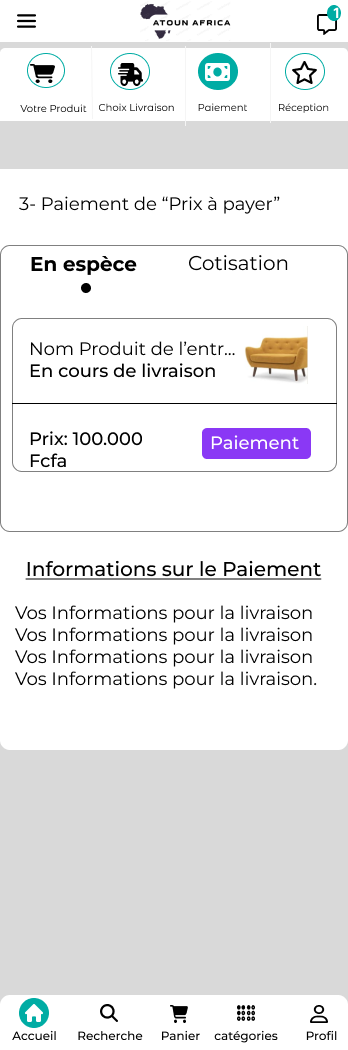 ATOUN AFRICA
1
Votre Produit
Choix Livraison
Paiement
Réception
3- Paiement de “Prix à payer”
En espèce
Cotisation
Nom Produit de l’entr...
En cours de livraison
Prix: 100.000
Fcfa
Paiement
Informations sur le Paiement
Vos Informations pour la livraison
Vos Informations pour la livraison
Vos Informations pour la livraison
Vos Informations pour la livraison.
Accueil
Recherche
Panier
catégories
Profil